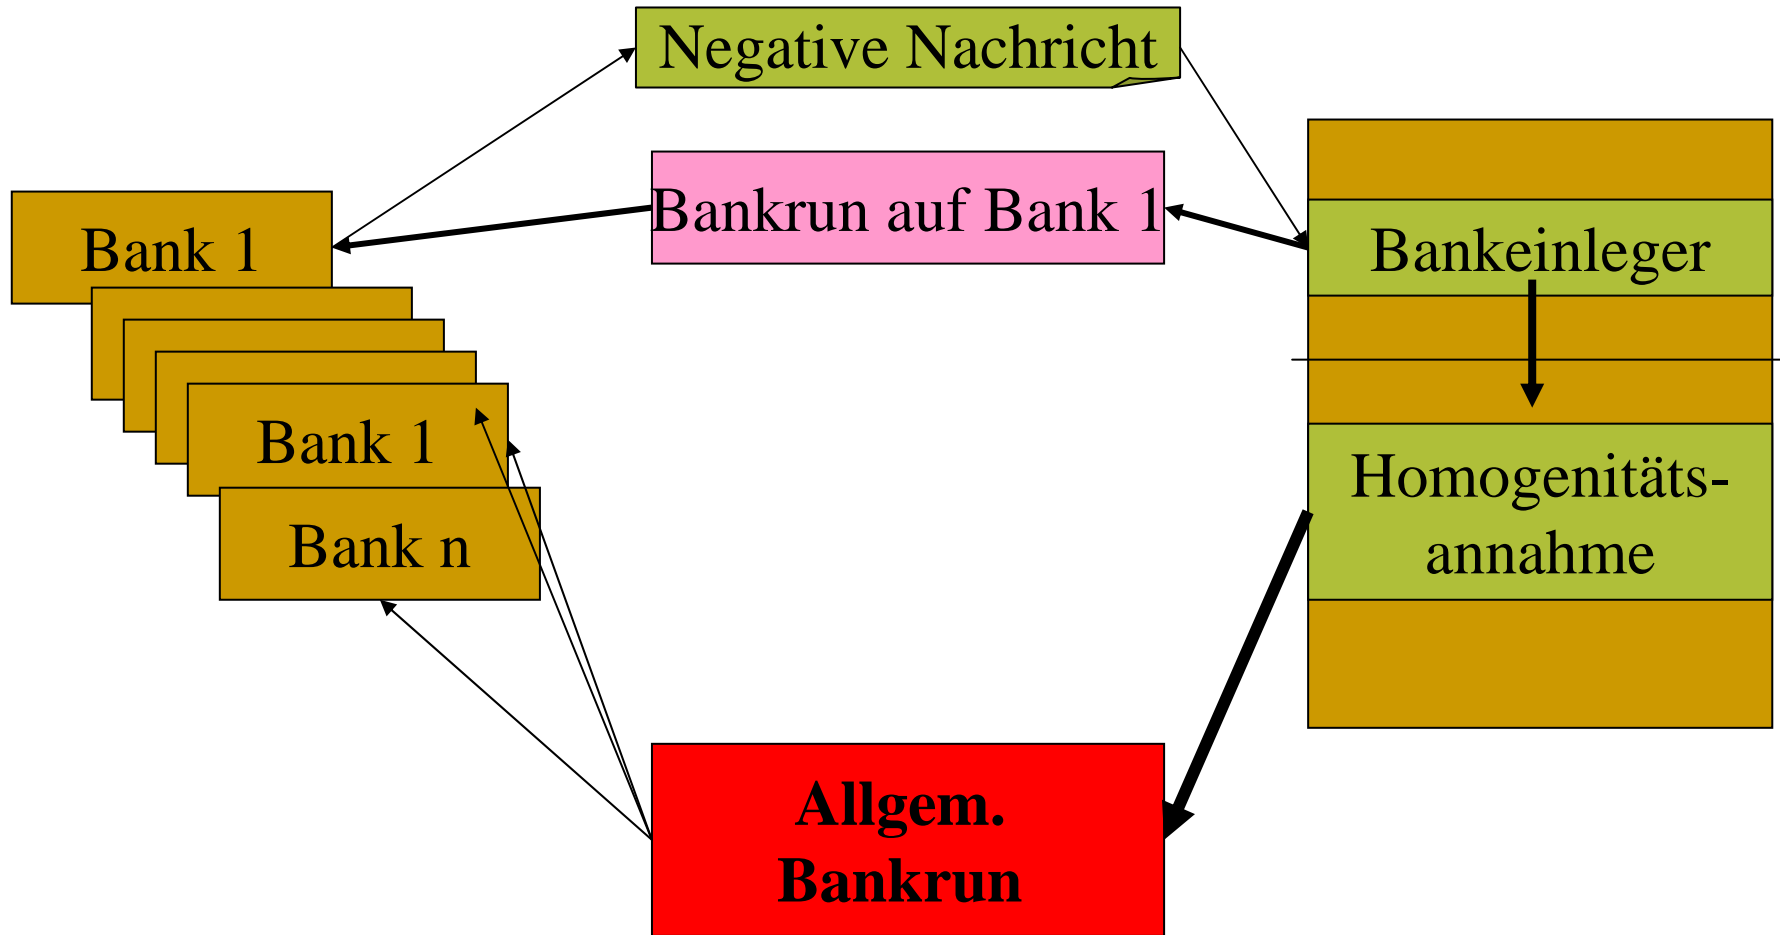 Negative Nachricht
Bankrun auf Bank 1
Bank 1
Bankeinleger
Bank 1
Homogenitäts-
annahme
Bank n
Allgem.
Bankrun